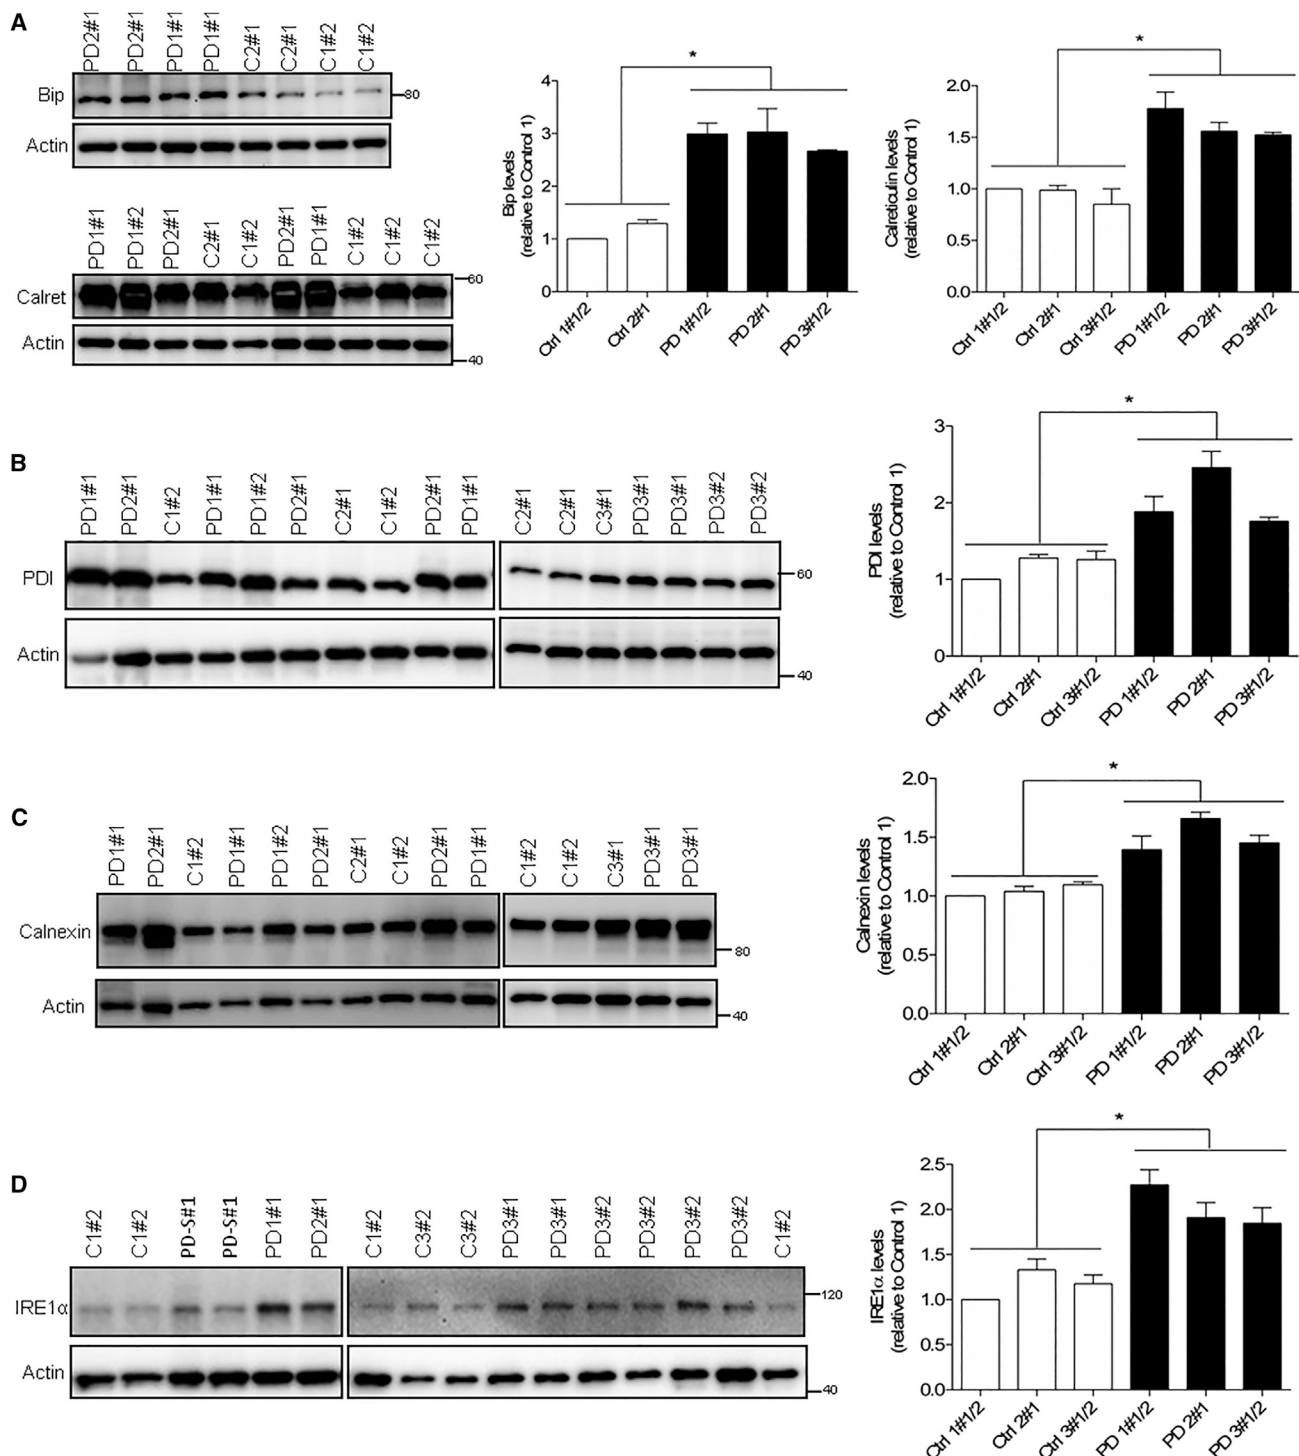 A
PD2#1 PD2#1 PD1#1 PD1#1 C2#1 C2#1 C1#2 C1#2
Bip
80
Actin
PD1#1 PD1#2 PD2#1 C2#1 C1#2 PD2#1 PD1#1 C1#2 C1#2 C1#2
Calret
60
Actin
40
*
Bip levels
(relative to Control 1)
4
3
2
1
0
Ctrl 1#1/2 Ctrl 2#1 PD 1#1/2 PD 2#1 PD 3#1/2
*
Calreticulin levels
(relative to Control 1)
2.0
1.5
1.0
0.5
0.0
Ctrl 1#1/2 Ctrl 2#1 Ctrl 3#1/2 PD 1#1/2 PD 2#1 PD 3#1/2
B
PD1#1 PD2#1 C1#2 PD1#1 PD1#2 PD2#1 C2#1 C1#2 PD2#1 PD1#1 C2#1 C2#1 C3#1 PD3#1 PD3#1 PD3#2 PD3#2
PDI
60
Actin
40
*
PDI levels
(relative to Control 1)
3
2
1
0
Ctrl 1#1/2 Ctrl 2#1 Ctrl 3#1/2 PD 1#1/2 PD 2#1 PD 3#1/2
C
PD1#1 PD2#1 C1#2 PD1#1 PD1#2 PD2#1 C2#1 C1#2 PD2#1 PD1#1 C1#2 C1#2 C3#1 PD3#1 PD3#1
Calnexin
80
Actin
40
*
Calnexin levels
(relative to Control 1)
2.0
1.5
1.0
0.5
0.0
Ctrl 1#1/2 Ctrl 2#1 Ctrl 3#1/2 PD 1#1/2 PD 2#1 PD 3#1/2
D
C1#2 C1#2 PD-S#1 PD-S#1 PD1#1 PD2#1 C1#2 C3#2 C3#2 PD3#1 PD3#1 PD3#2 PD3#2 PD3#2 PD3#2 C1#2
IRE1α
120
Actin
40
*
IRE1α levels
(relative to Control 1)
2.5
2.0
1.5
1.0
0.5
0.0
Ctrl 1#1/2 Ctrl 2#1 Ctrl 3#1/2 PD 1#1/2 PD 2#1 PD 3#1/2